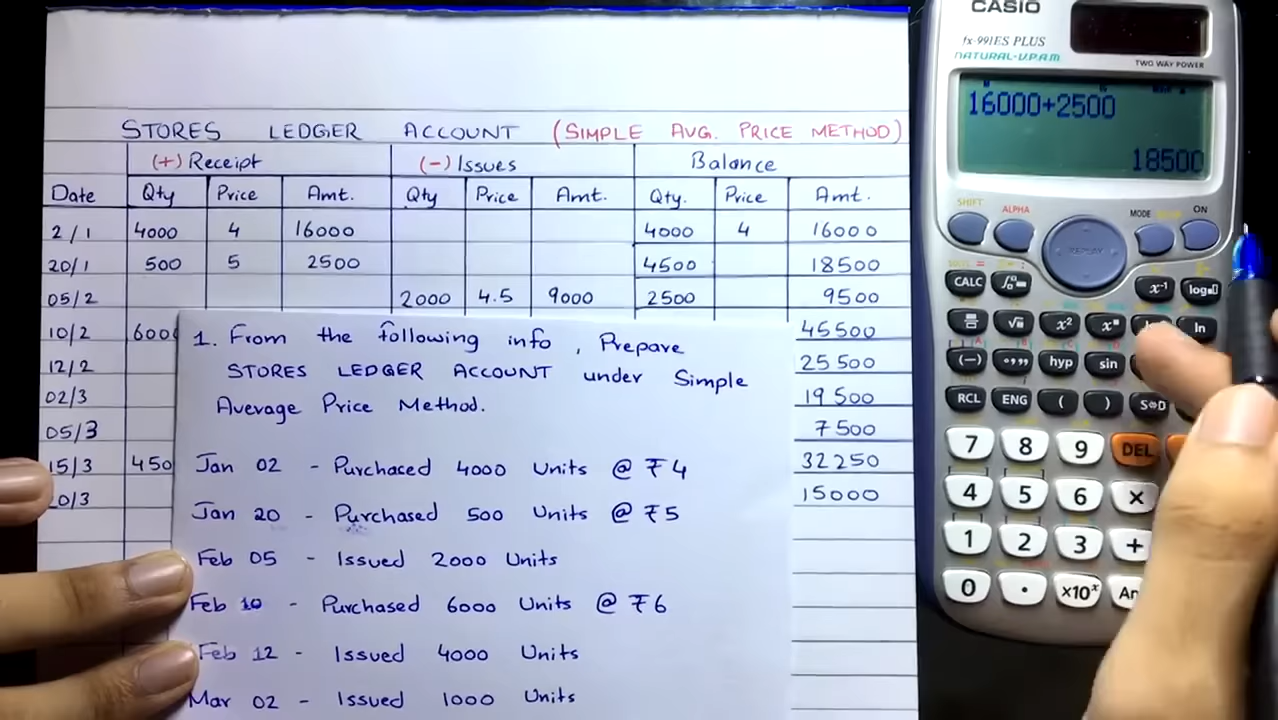 STORES LEDGER ACCOUNT (SIMPLE AVG. PRICE METHOD)
(+) Receipt (-) Issues Balance
Date Qty Price Amt. Qty Price Amt. Qty. Price Amt.
2/1 4000 4 16000 4000 4 16000
20/1 500 5 2500 4500 18500
05/2 2000 4.5 9000 2500 9500
10/2 6000 45500
12/2 25500
02/3 19500
05/3 7500
15/3 450 32250
20/3 15000
1. From the following info, Prepare
STORES LEDGER ACCOUNT under Simple
Average Price Method.
Jan 02 - Purchased 4000 Units @ ₹4
Jan 20 - Purchased 500 Units @ ₹5
Feb 05 - Issued 2000 Units
Feb 10 - Purchased 6000 Units @ ₹6
Feb 12 - Issued 4000 Units
Mar 02 - Issued 1000 Units
CASIO
fx-991ES PLUS
NATURAL-V.P.A.M.
TWO WAY POWER
16000+2500
18500
SHIFT ALPHA MODE ON
REPLAY
CALC x⁻¹ log
√ x² ln
(-) hyp sin
RCL ENG ( ) S⇔D
7 8 9 DEL
4 5 6 ×
1 2 3 +
0 . ×10ˣ